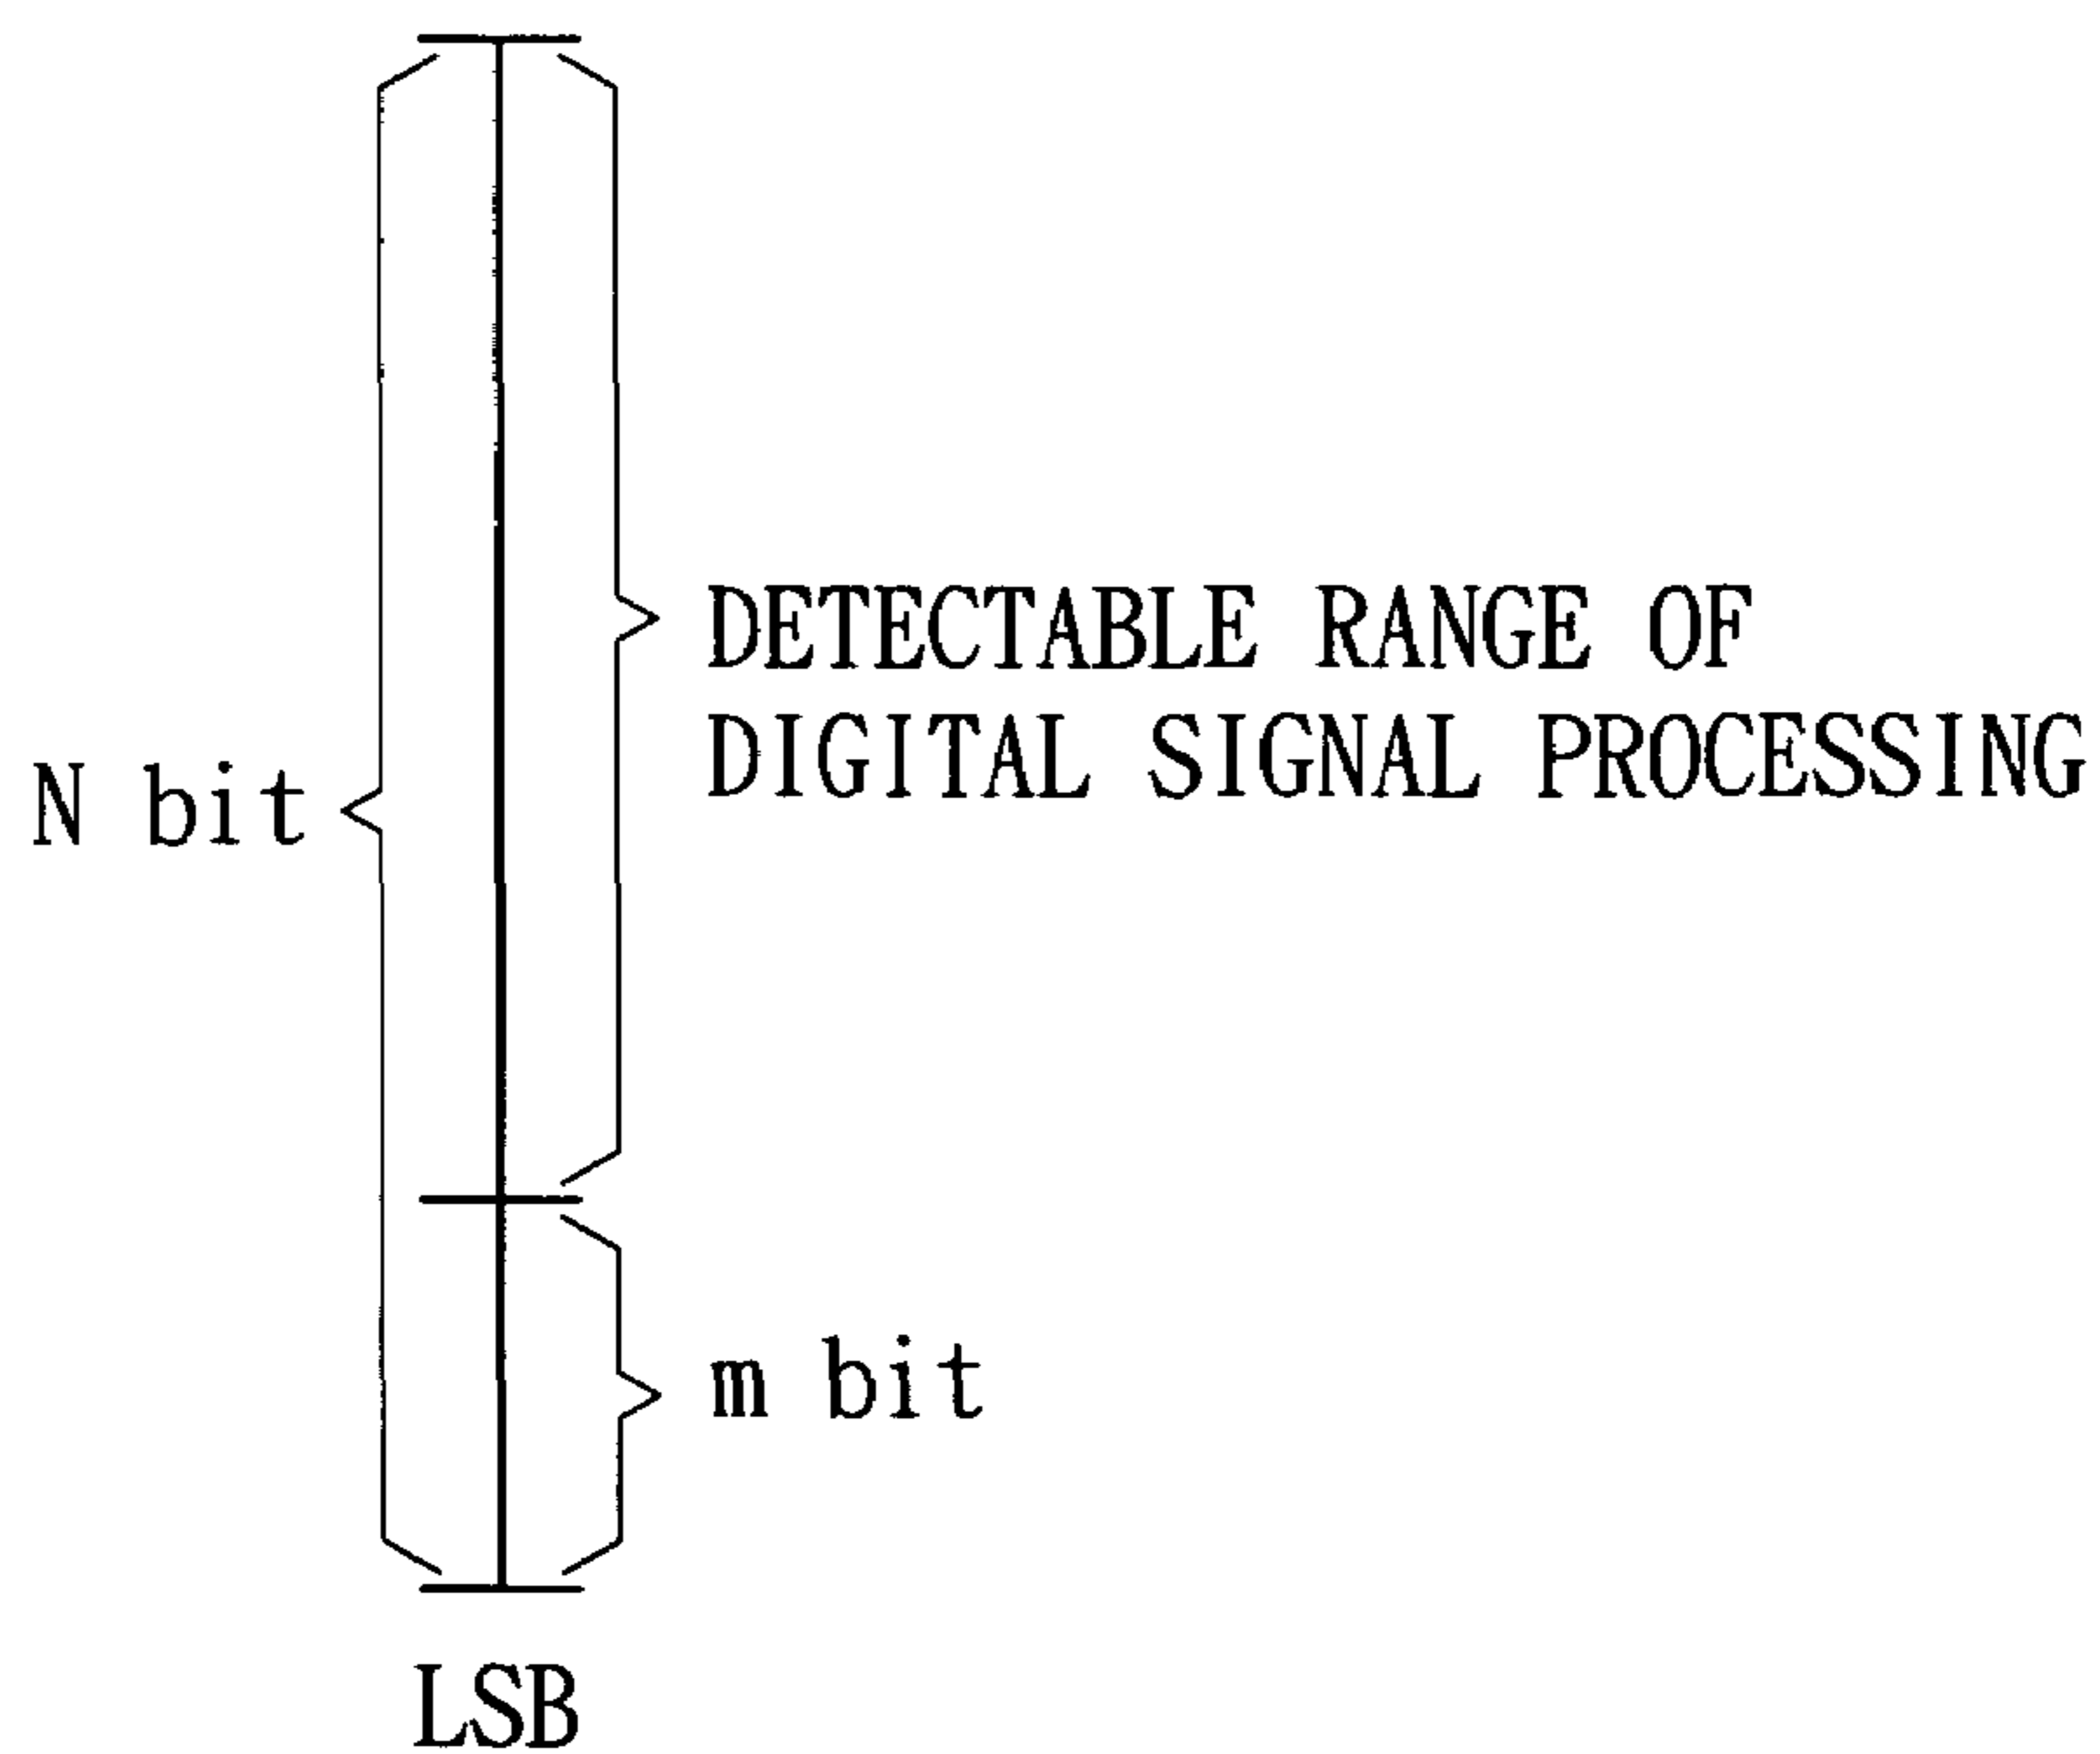 DETECTABLE RANGE OF
DIGITAL SIGNAL PROCESSING
N bit
m bit
LSB